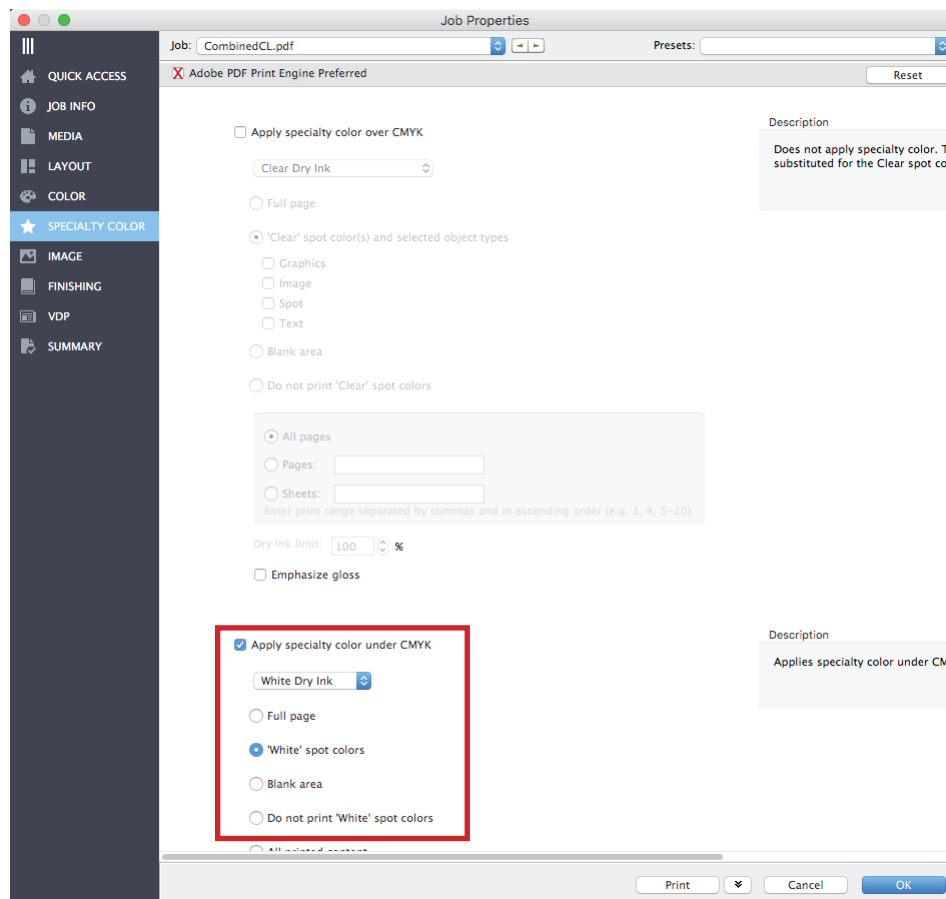 Job Properties
Job: CombinedCL.pdf Presets:
Adobe PDF Print Engine Preferred Reset
QUICK ACCESS
JOB INFO
MEDIA
LAYOUT
COLOR
SPECIALTY COLOR
IMAGE
FINISHING
VDP
SUMMARY
Apply specialty color over CMYK
Clear Dry Ink
Full page
'Clear' spot color(s) and selected object types
Graphics
Image
Spot
Text
Blank area
Do not print 'Clear' spot colors
All pages
Pages:
Sheets:
Enter print range separated by commas and in ascending order (e.g. 1, 4, 5-20).
Dry Ink limit: 100 %
Emphasize gloss
Description
Does not apply specialty color. T
substituted for the Clear spot co
Apply specialty color under CMYK
White Dry Ink
Full page
'White' spot colors
Blank area
Do not print 'White' spot colors
All printed content
Description
Applies specialty color under CM
Print Cancel OK